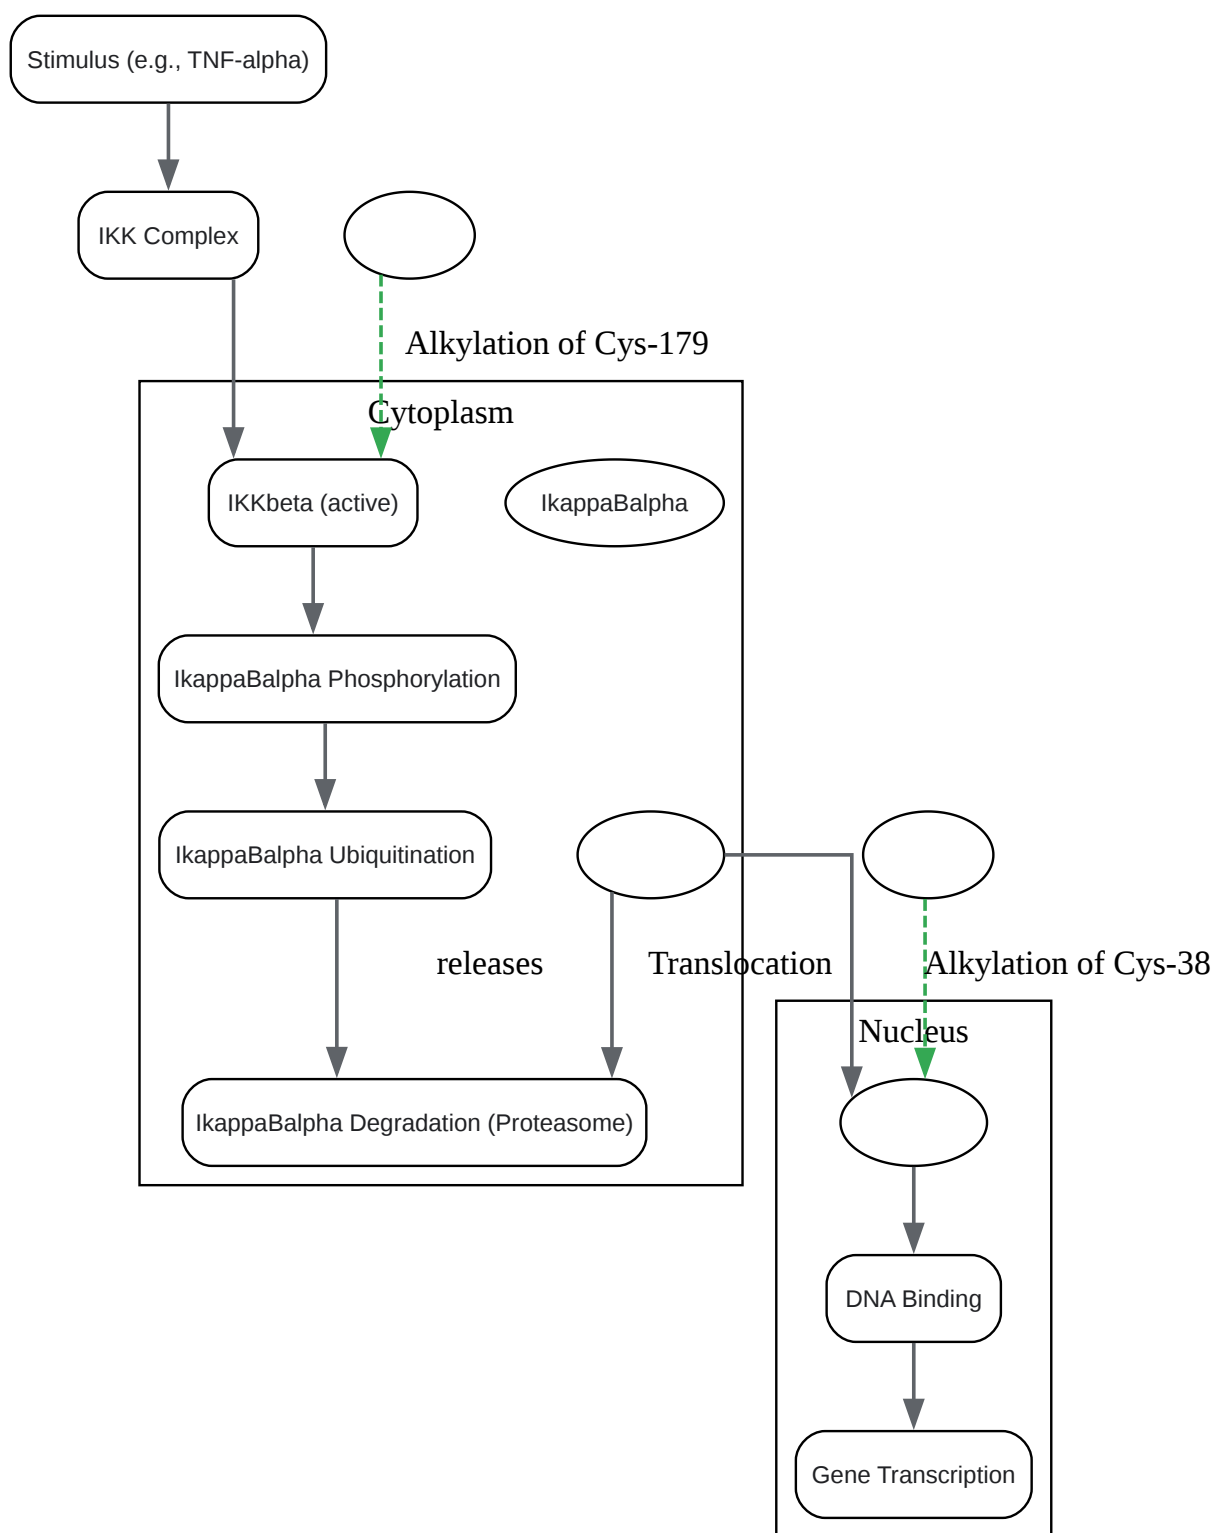 Stimulus (e.g., TNF-alpha)
IKK Complex
Alkylation of Cys-179
Cytoplasm
IKKbeta (active)
IkappaBalpha
IkappaBalpha Phosphorylation
IkappaBalpha Ubiquitination
releases
Translocation
Alkylation of Cys-38
Nucleus
IkappaBalpha Degradation (Proteasome)
DNA Binding
Gene Transcription